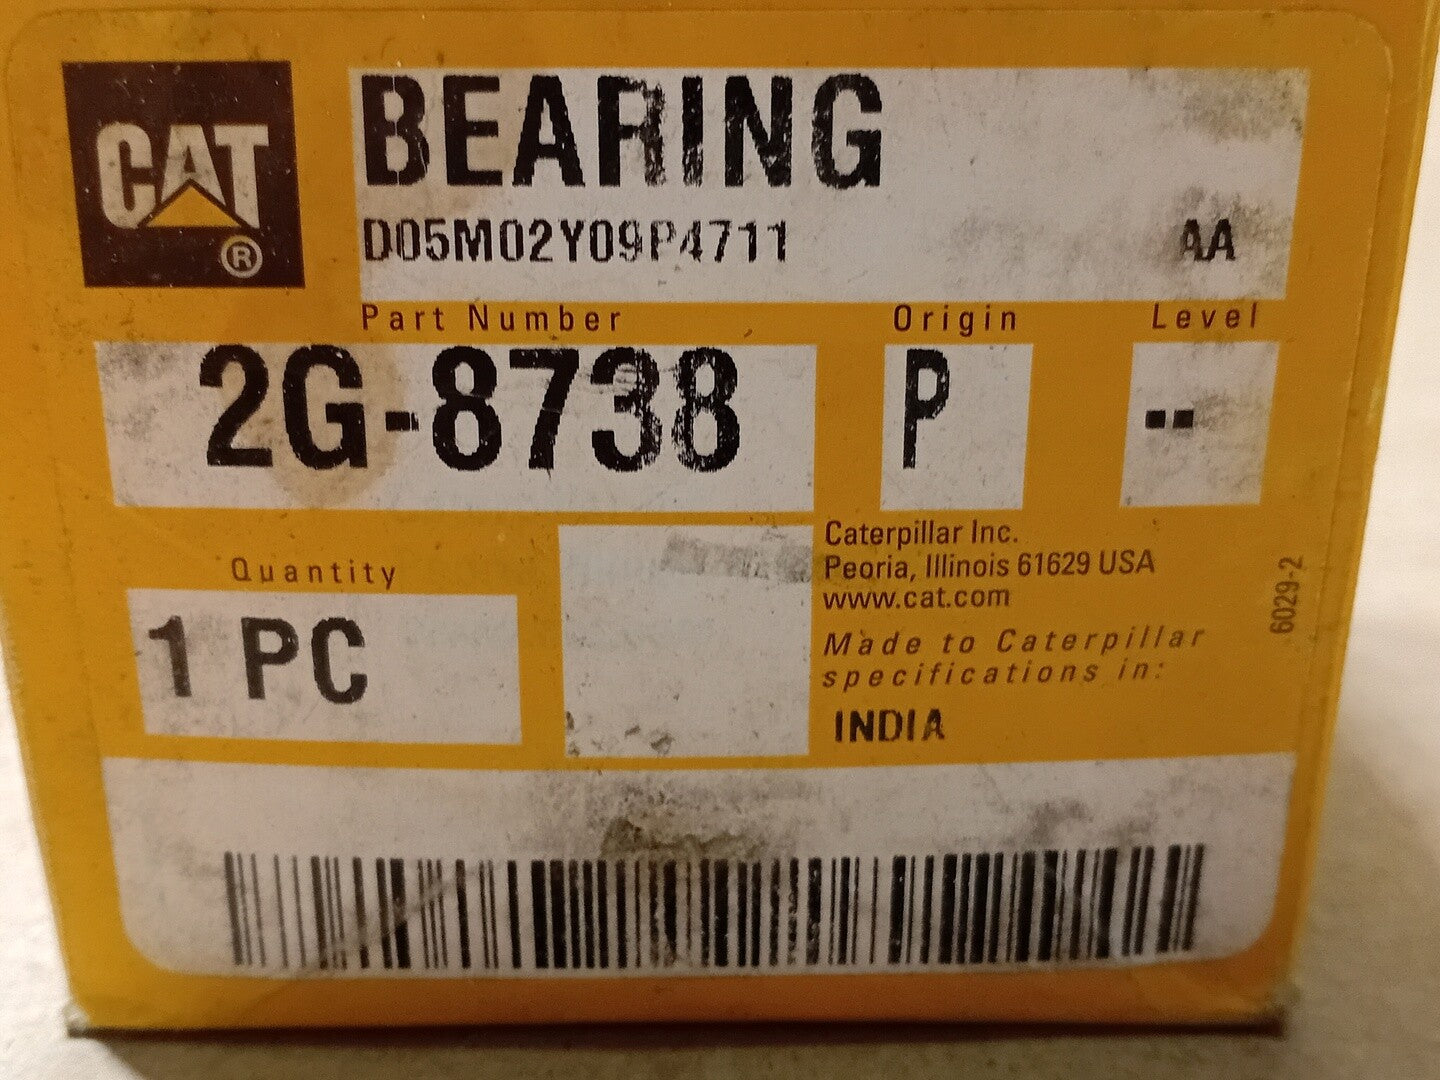 CAT
®
BEARING
D05M02Y09P4711 AA
Part Number Origin Level
2G-8738 P --
Quantity
1 PC
Caterpillar Inc.
Peoria, Illinois 61629 USA
www.cat.com
Made to Caterpillar
specifications in:
INDIA
6029-2